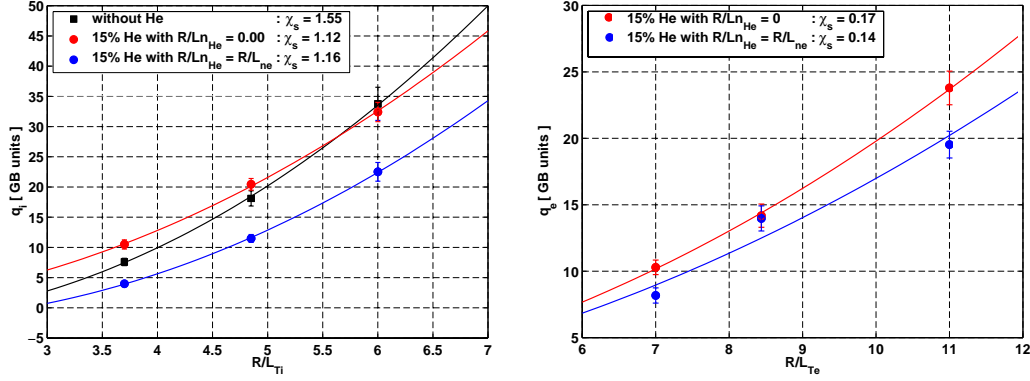 without He : χs = 1.55
15% He with R/LnHe = 0.00 : χs = 1.12
15% He with R/LnHe = R/Lne : χs = 1.16
50
45
40
35
30
25
20
15
10
5
0
−5
qi [ GB units ]
3 3.5 4 4.5 5 5.5 6 6.5 7
R/LTi
15% He with R/LnHe = 0 : χs = 0.17
15% He with R/LnHe = R/Lne : χs = 0.14
30
25
20
15
10
5
qe [ GB units ]
6 7 8 9 10 11 12
R/LTe